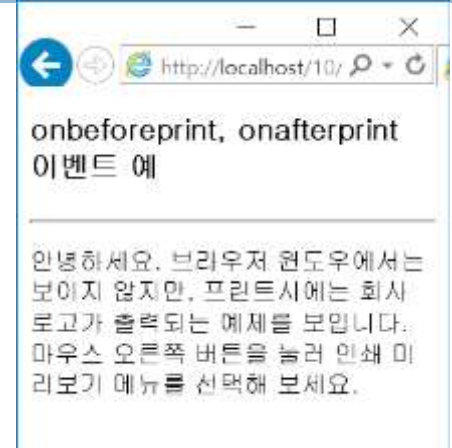 http://localhost/10/
onbeforeprint, onafterprint
이벤트 예
안녕하세요. 브라우저 윈도우에서는
보이지 않지만, 프린트시에는 회사
로고가 출력되는 예제를 보입니다.
마우스 오른쪽 버튼을 눌러 인쇄 미
리보기 메뉴를 선택해 보세요.